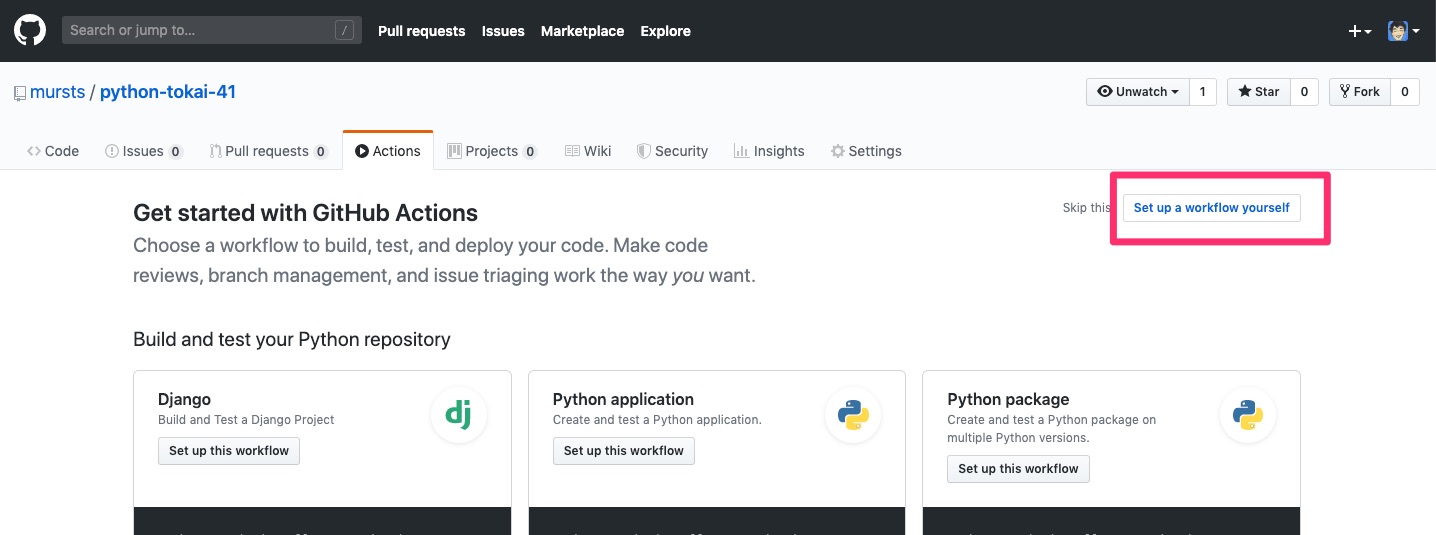 Search or jump to... / Pull requests Issues Marketplace Explore
mursts / python-tokai-41 Unwatch 1 Star 0 Fork 0
Code Issues 0 Pull requests 0 Actions Projects 0 Wiki Security Insights Settings
Get started with GitHub Actions
Skip this Set up a workflow yourself
Choose a workflow to build, test, and deploy your code. Make code
reviews, branch management, and issue triaging work the way you want.
Build and test your Python repository
Django
Build and Test a Django Project
Set up this workflow
dj
Python application
Create and test a Python application.
Set up this workflow
Python package
Create and test a Python package on
multiple Python versions.
Set up this workflow